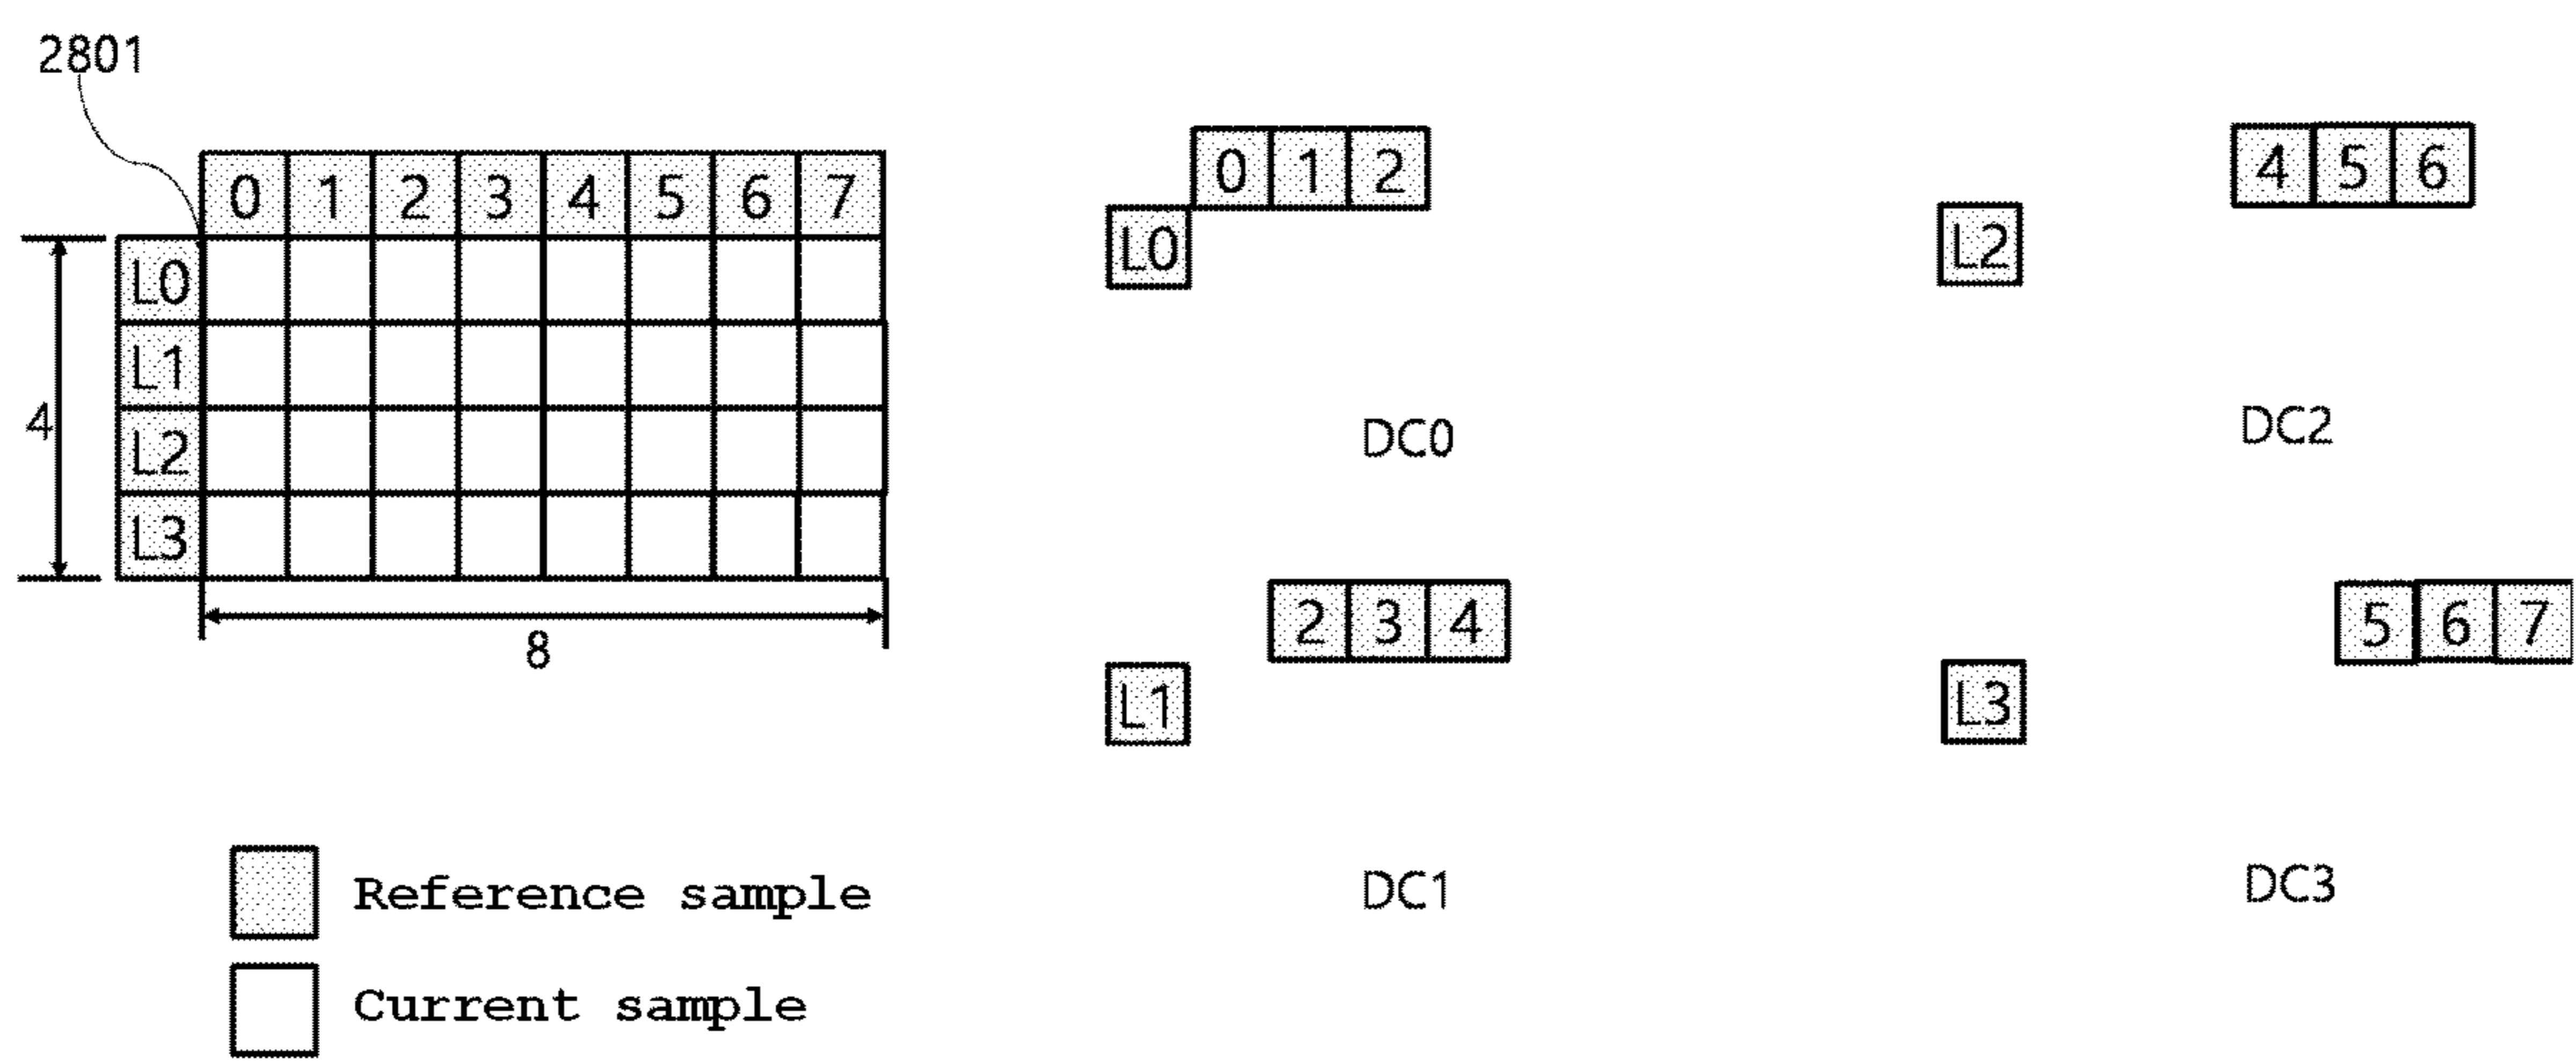 2801
0 1 2 3 4 5 6 7
L0
L1
L2
L3
4
8
0 1 2
L0
DC0
4 5 6
L2
DC2
2 3 4
L1
DC1
5 6 7
L3
DC3
Reference sample
Current sample